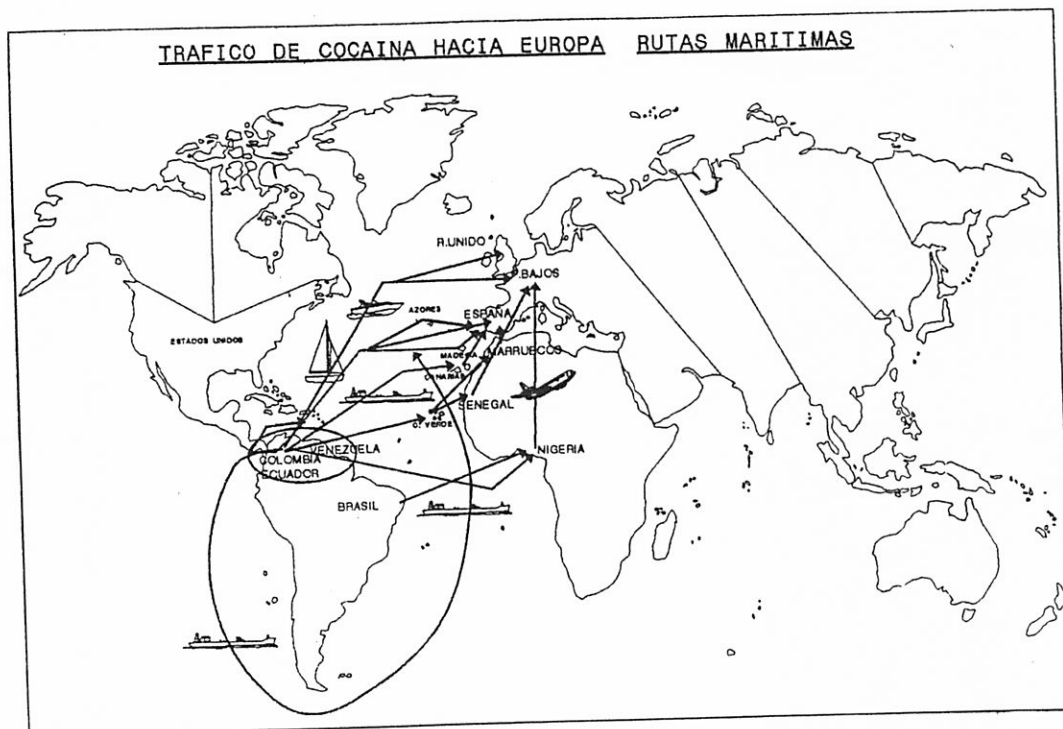 TRAFICO DE COCAINA HACIA EUROPA RUTAS MARITIMAS
R.UNIDO
P.BAJOS
AZORES
ESPAÑA
ESTADOS UNIDOS
MADEIRA
MARRUECOS
CANARIAS
SENEGAL
C. VERDE
VENEZUELA
NIGERIA
COLOMBIA
ECUADOR
BRASIL